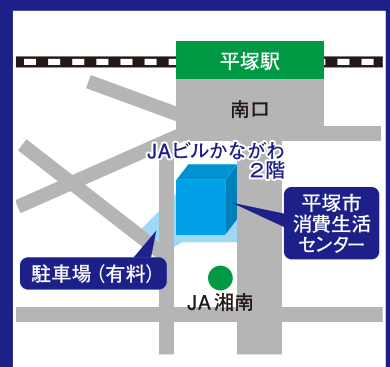 平塚駅
南口
JAビルかながわ
2階
平塚市
消費生活
センター
駐車場（有料）
JA湘南